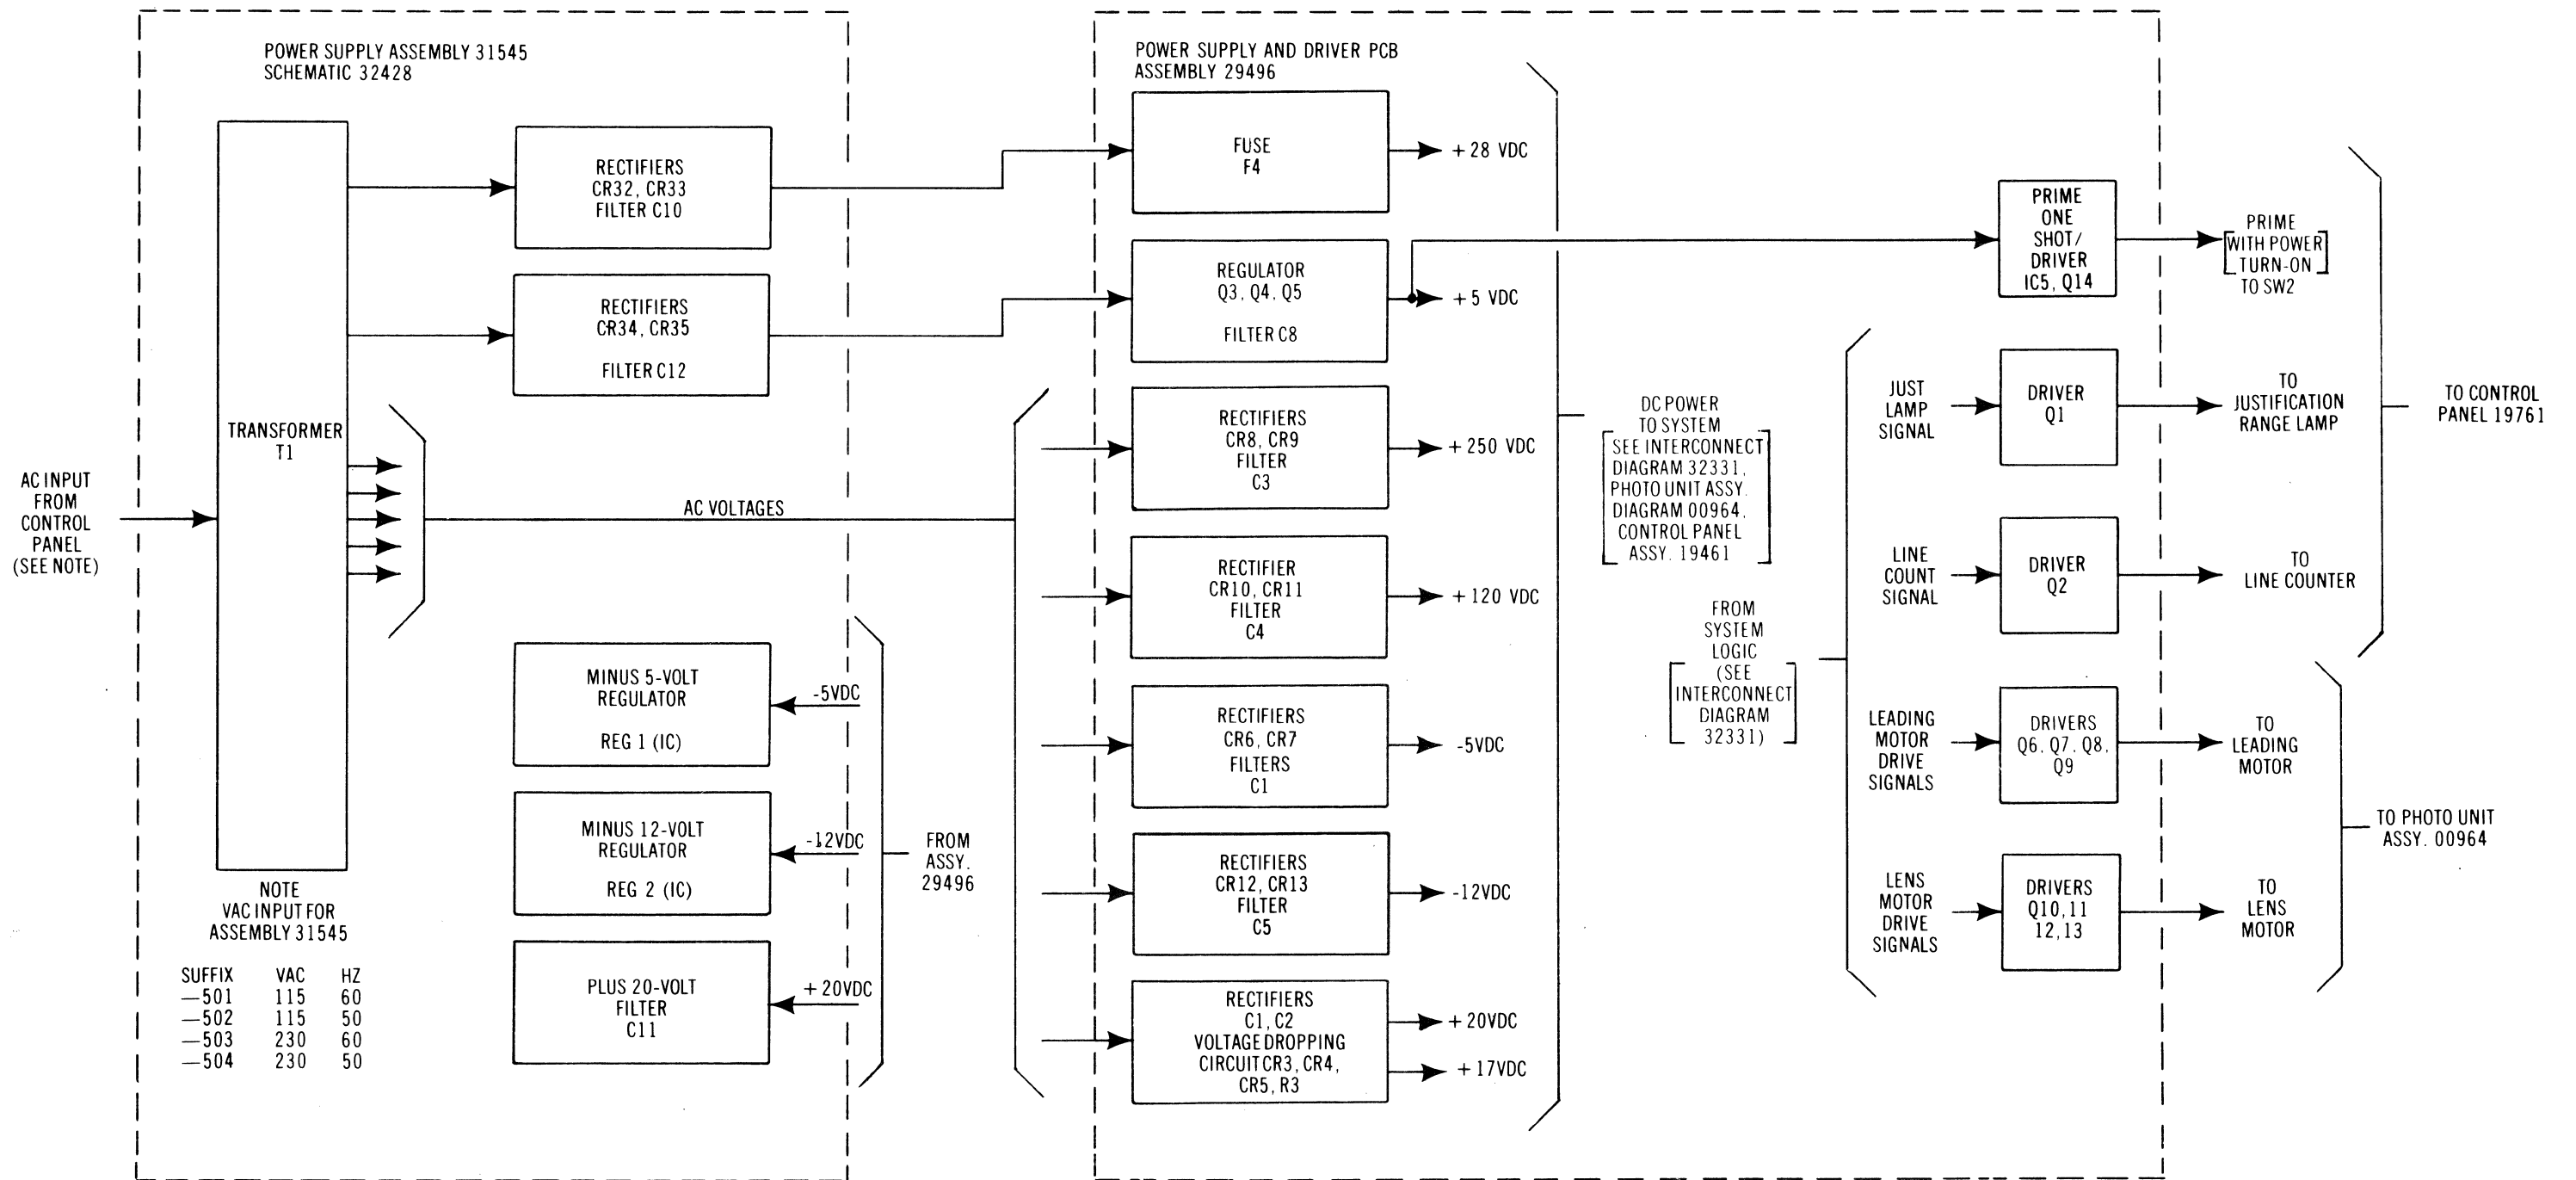 POWER SUPPLY ASSEMBLY 31545
SCHEMATIC 32428
AC INPUT
FROM
CONTROL
PANEL
(SEE NOTE)
TRANSFORMER
T1
NOTE
VAC INPUT FOR
ASSEMBLY 31545
SUFFIX VAC HZ
—501 115 60
—502 115 50
—503 230 60
—504 230 50
RECTIFIERS
CR32, CR33
FILTER C10
RECTIFIERS
CR34, CR35
FILTER C12
AC VOLTAGES
MINUS 5-VOLT
REGULATOR
REG 1 (IC)
-5VDC
MINUS 12-VOLT
REGULATOR
REG 2 (IC)
-12VDC
PLUS 20-VOLT
FILTER
C11
+20VDC
FROM
ASSY.
29496
POWER SUPPLY AND DRIVER PCB
ASSEMBLY 29496
FUSE
F4
+28 VDC
REGULATOR
Q3, Q4, Q5
FILTER C8
+5 VDC
RECTIFIERS
CR8, CR9
FILTER
C3
+250 VDC
RECTIFIER
CR10, CR11
FILTER
C4
+120 VDC
RECTIFIERS
CR6, CR7
FILTERS
C1
-5VDC
RECTIFIERS
CR12, CR13
FILTER
C5
-12VDC
RECTIFIERS
C1, C2
VOLTAGE DROPPING
CIRCUIT CR3, CR4,
CR5, R3
+20VDC
+17VDC
DC POWER
TO SYSTEM
SEE INTERCONNECT
DIAGRAM 32331,
PHOTO UNIT ASSY.
DIAGRAM 00964,
CONTROL PANEL
ASSY. 19461
FROM
SYSTEM
LOGIC
(SEE
INTERCONNECT
DIAGRAM
32331)
PRIME
ONE
SHOT/
DRIVER
IC5, Q14
PRIME
WITH POWER
TURN-ON
TO SW2
JUST
LAMP
SIGNAL
DRIVER
Q1
TO
JUSTIFICATION
RANGE LAMP
LINE
COUNT
SIGNAL
DRIVER
Q2
TO
LINE COUNTER
LEADING
MOTOR
DRIVE
SIGNALS
DRIVERS
Q6, Q7, Q8,
Q9
TO
LEADING
MOTOR
LENS
MOTOR
DRIVE
SIGNALS
DRIVERS
Q10, 11
12, 13
TO
LENS
MOTOR
TO CONTROL
PANEL 19761
TO PHOTO UNIT
ASSY. 00964